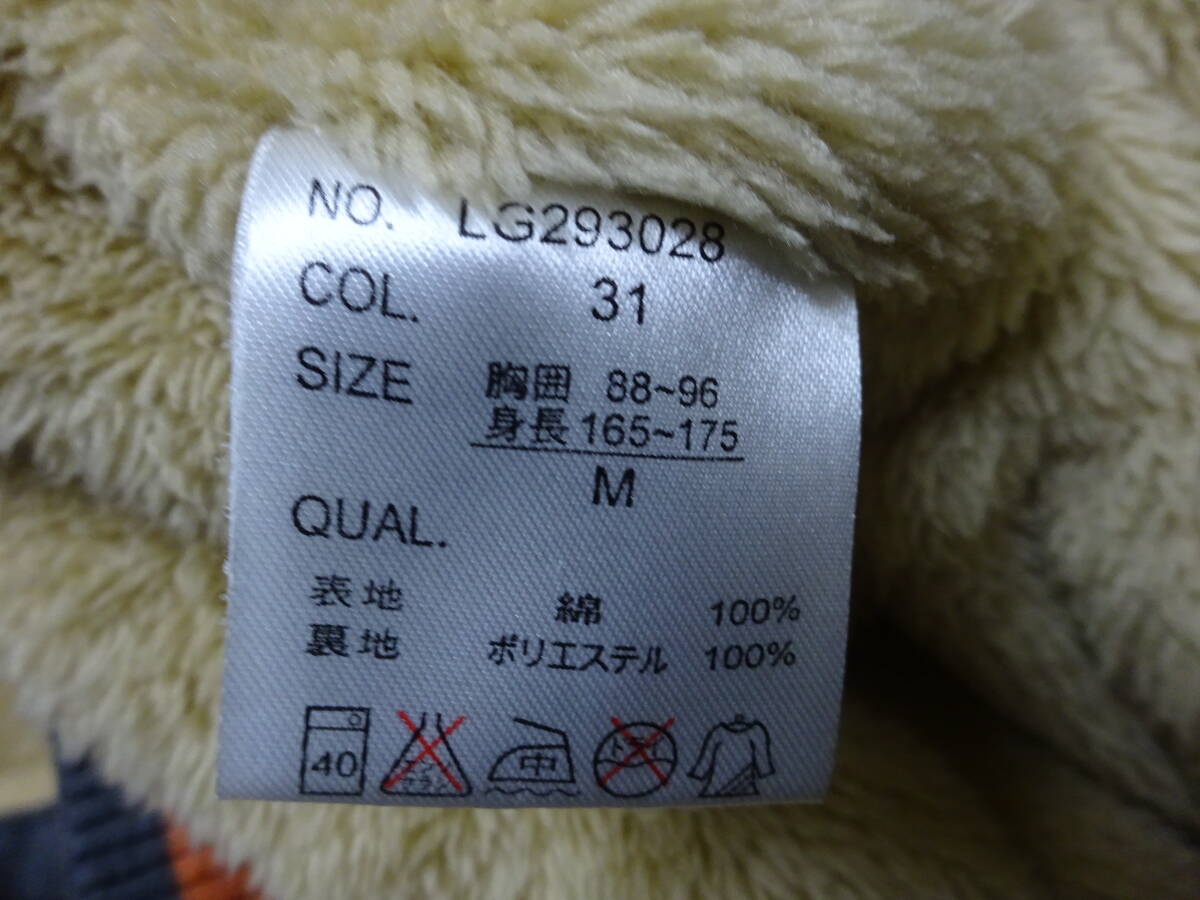 NO. LG293028
COL. 31
SIZE 胸囲 88~96
身長 165~175
M
QUAL.
表地 綿 100%
裏地 ポリエステル 100%
40 中